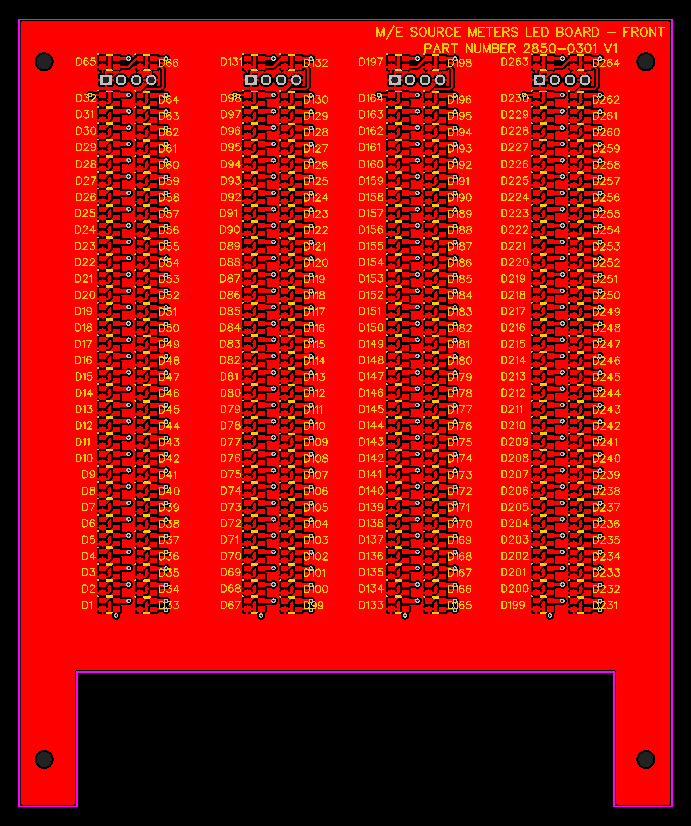 M/E SOURCE METERS LED BOARD – FRONT
PART NUMBER 2850-0301 V1
D65 D66 D131 D132 D197 D198 D263 D264
D32 D64 D98 D130 D164 D196 D230 D262
D31 D63 D97 D129 D163 D195 D229 D261
D30 D62 D96 D128 D162 D194 D228 D260
D29 D61 D95 D127 D161 D193 D227 D259
D28 D60 D94 D126 D160 D192 D226 D258
D27 D59 D93 D125 D159 D191 D225 D257
D26 D58 D92 D124 D158 D190 D224 D256
D25 D57 D91 D123 D157 D189 D223 D255
D24 D56 D90 D122 D156 D188 D222 D254
D23 D55 D89 D121 D155 D187 D221 D253
D22 D54 D88 D120 D154 D186 D220 D252
D21 D53 D87 D119 D153 D185 D219 D251
D20 D52 D86 D118 D152 D184 D218 D250
D19 D51 D85 D117 D151 D183 D217 D249
D18 D50 D84 D116 D150 D182 D216 D248
D17 D49 D83 D115 D149 D181 D215 D247
D16 D48 D82 D114 D148 D180 D214 D246
D15 D47 D81 D113 D147 D179 D213 D245
D14 D46 D80 D112 D146 D178 D212 D244
D13 D45 D79 D111 D145 D177 D211 D243
D12 D44 D78 D110 D144 D176 D210 D242
D11 D43 D77 D109 D143 D175 D209 D241
D10 D42 D76 D108 D142 D174 D208 D240
D9 D41 D75 D107 D141 D173 D207 D239
D8 D40 D74 D106 D140 D172 D206 D238
D7 D39 D73 D105 D139 D171 D205 D237
D6 D38 D72 D104 D138 D170 D204 D236
D5 D37 D71 D103 D137 D169 D203 D235
D4 D36 D70 D102 D136 D168 D202 D234
D3 D35 D69 D101 D135 D167 D201 D233
D2 D34 D68 D100 D134 D166 D200 D232
D1 D33 D67 D99 D133 D165 D199 D231